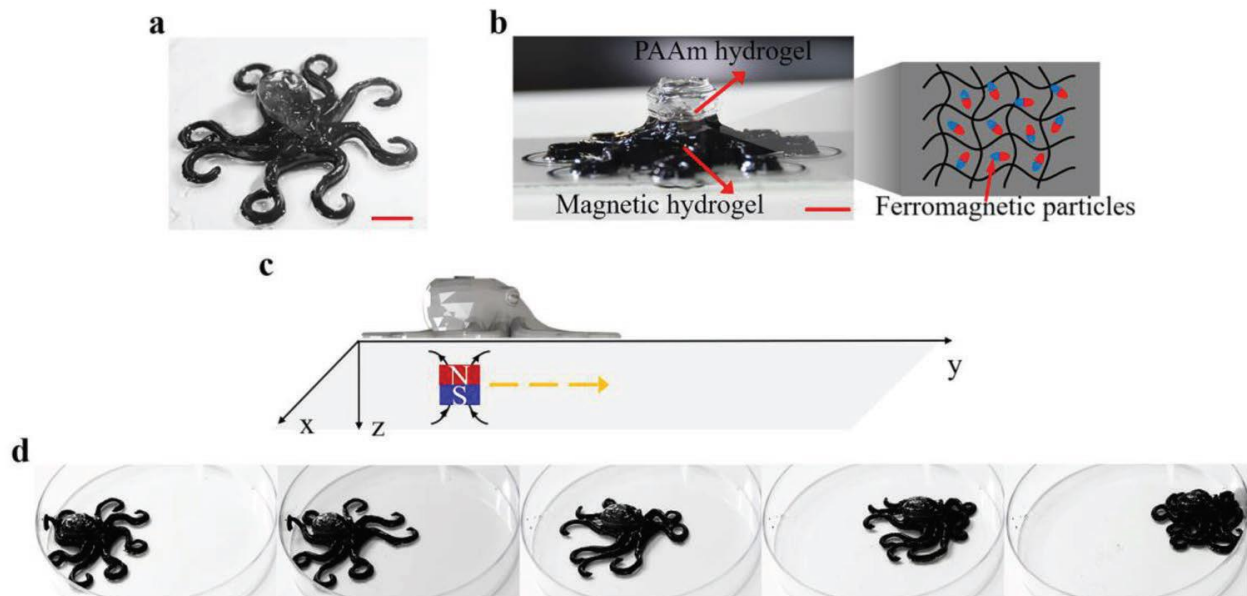 a
b
PAAm hydrogel
Magnetic hydrogel
Ferromagnetic particles
c
N
S
x
z
y
d